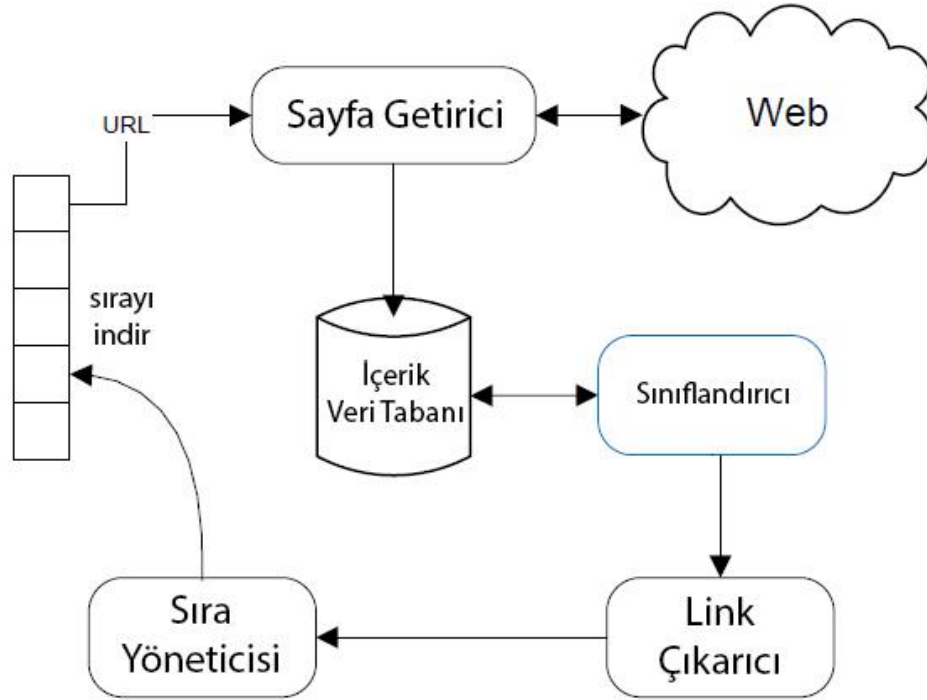 URL
Sayfa Getirici
Web
sırayı
indir
İçerik
Veri Tabanı
Sınıflandırıcı
Sıra
Yöneticisi
Link
Çıkarıcı